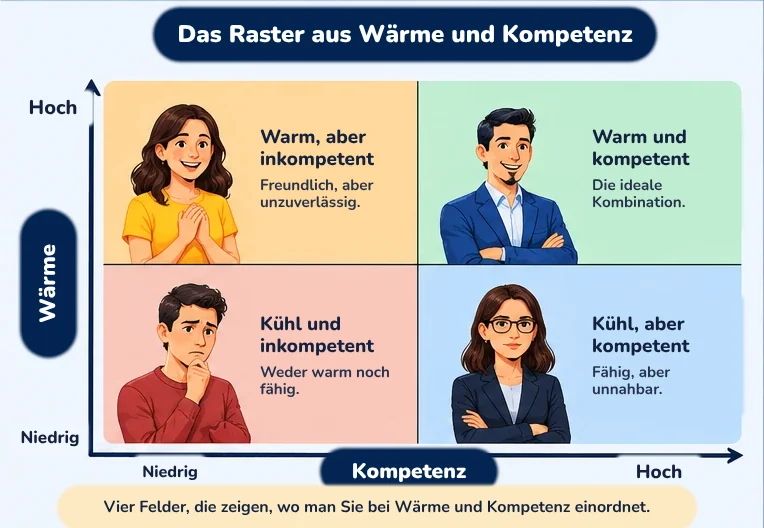 Das Raster aus Wärme und Kompetenz
Hoch
Warm, aber
inkompetent
Freundlich, aber
unzuverlässig.
Warm und
kompetent
Die ideale
Kombination.
Wärme
Kühl und
inkompetent
Weder warm noch
fähig.
Kühl, aber
kompetent
Fähig, aber
unnahbar.
Niedrig
Niedrig
Kompetenz
Hoch
Vier Felder, die zeigen, wo man Sie bei Wärme und Kompetenz einordnet.